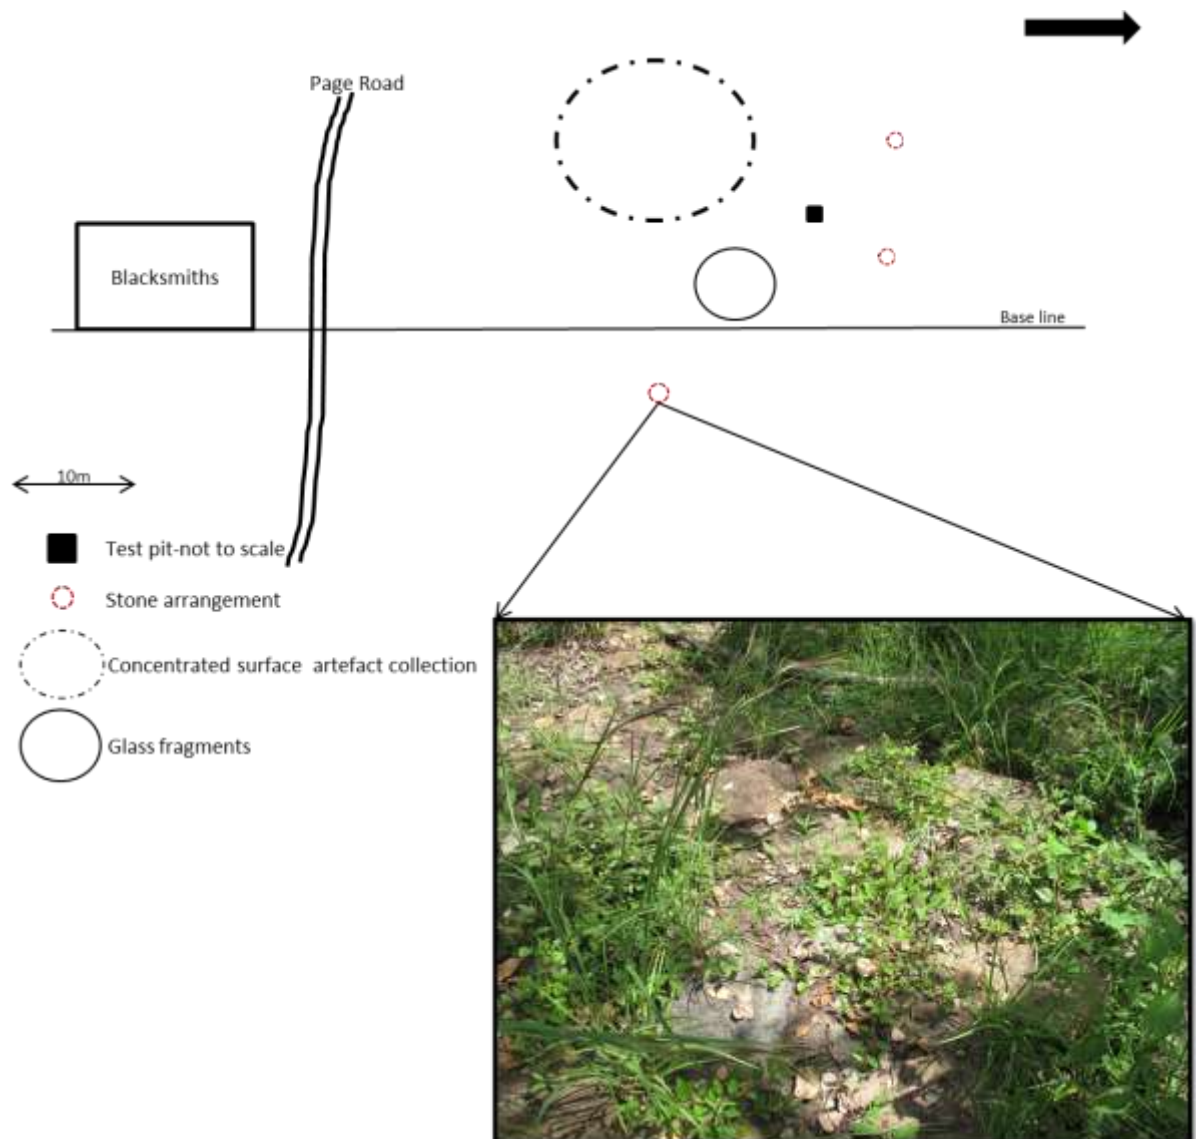 Page Road
Blacksmiths
Base line
10m
Test pit-not to scale
Stone arrangement
Concentrated surface artefact collection
Glass fragments